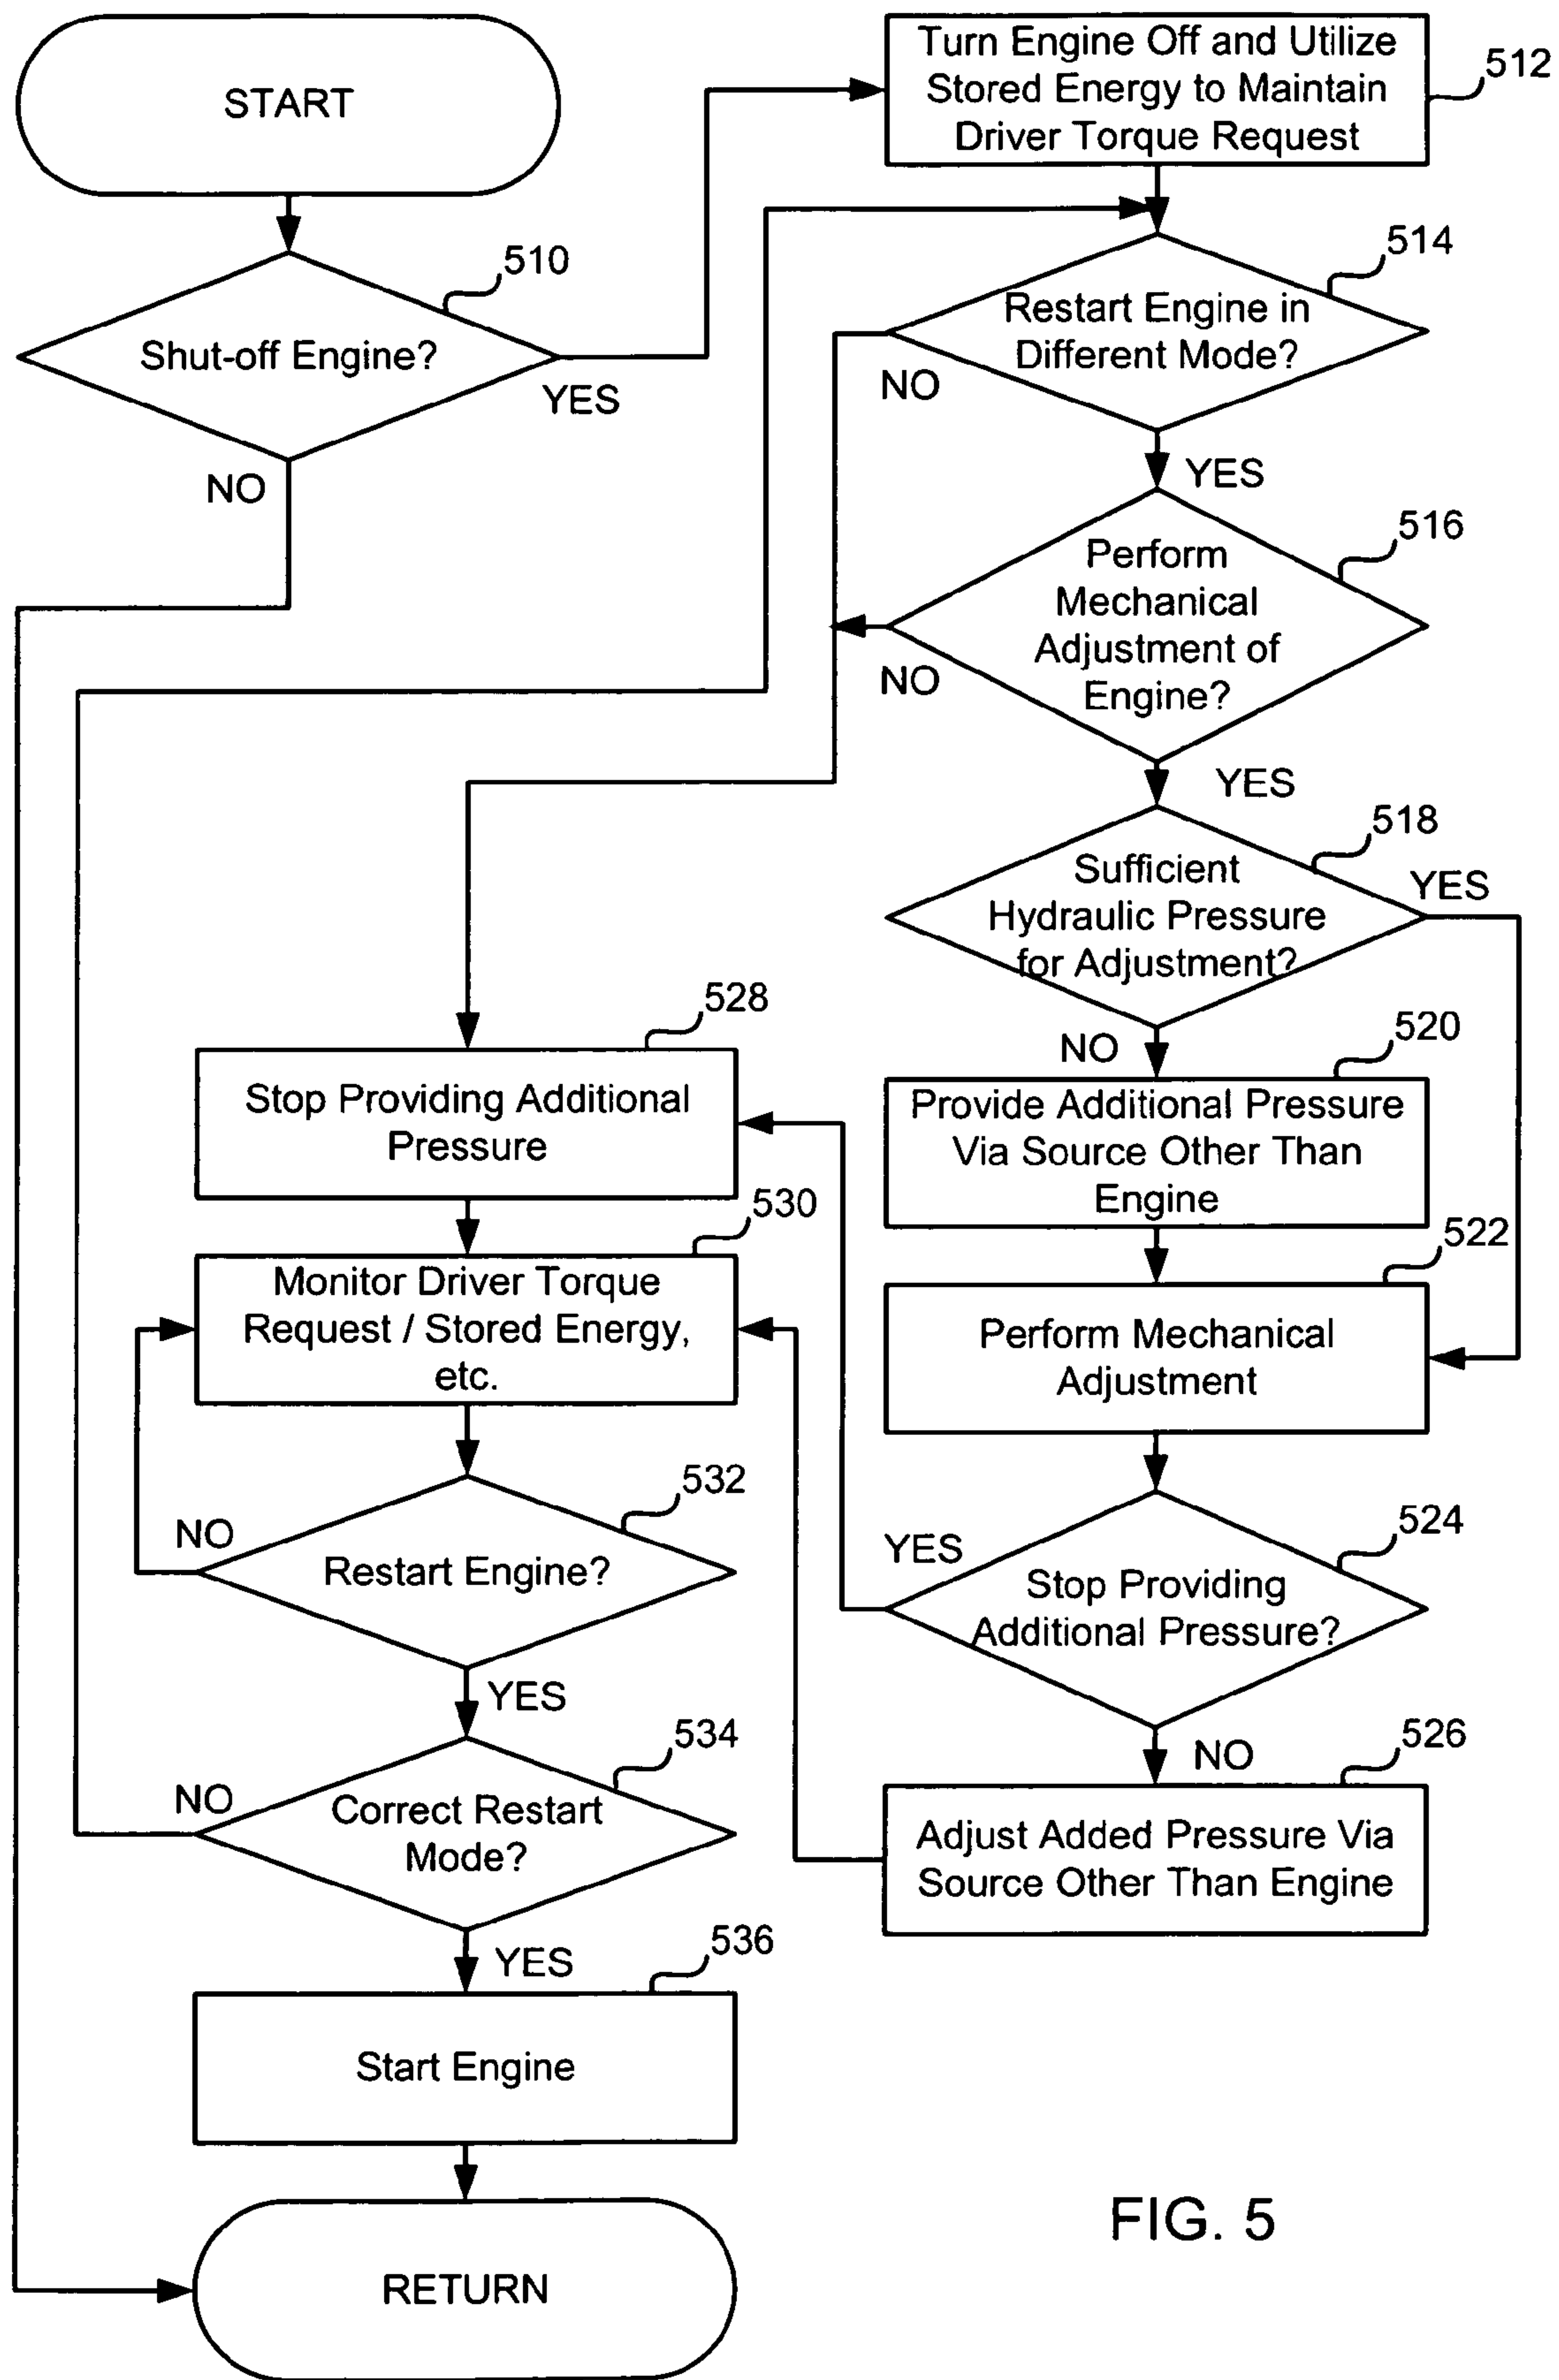 START
510
Shut-off Engine?
YES
NO
Turn Engine Off and Utilize
Stored Energy to Maintain
Driver Torque Request
512
514
Restart Engine in
Different Mode?
NO
YES
516
Perform
Mechanical
Adjustment of
Engine?
NO
YES
518
Sufficient
Hydraulic Pressure
for Adjustment?
YES
NO
520
Provide Additional Pressure
Via Source Other Than
Engine
522
Perform Mechanical
Adjustment
524
Stop Providing
Additional Pressure?
YES
NO
526
Adjust Added Pressure Via
Source Other Than Engine
528
Stop Providing Additional
Pressure
530
Monitor Driver Torque
Request / Stored Energy,
etc.
532
Restart Engine?
NO
YES
534
Correct Restart
Mode?
NO
YES
536
Start Engine
RETURN
FIG. 5